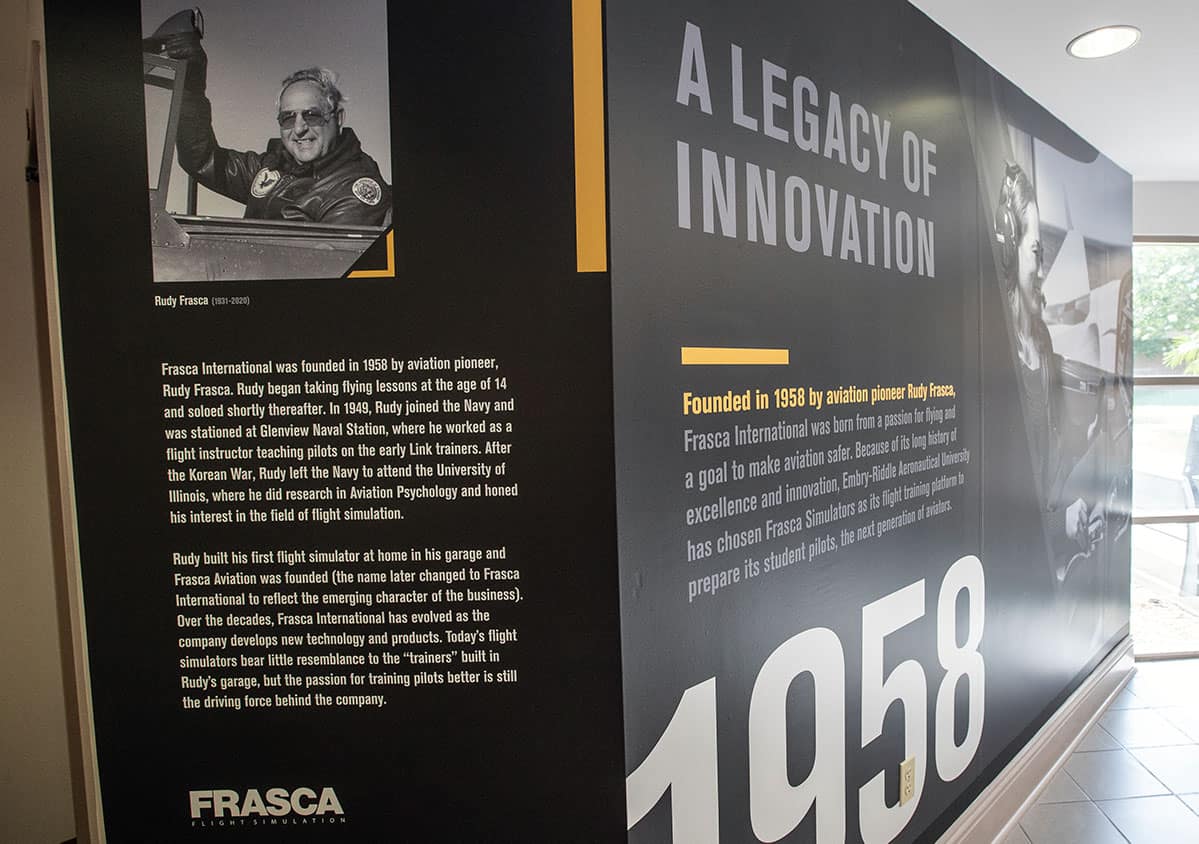 Rudy Frasca (1931-2020)
Frasca International was founded in 1958 by aviation pioneer,
Rudy Frasca. Rudy began taking flying lessons at the age of 14
and soloed shortly thereafter. In 1949, Rudy joined the Navy and
was stationed at Glenview Naval Station, where he worked as a
flight instructor teaching pilots on the early Link trainers. After
the Korean War, Rudy left the Navy to attend the University of
Illinois, where he did research in Aviation Psychology and honed
his interest in the field of flight simulation.
Rudy built his first flight simulator at home in his garage and
Frasca Aviation was founded (the name later changed to Frasca
International to reflect the emerging character of the business).
Over the decades, Frasca International has evolved as the
company develops new technology and products. Today’s flight
simulators bear little resemblance to the “trainers” built in
Rudy’s garage, but the passion for training pilots better is still
the driving force behind the company.
FRASCA
FLIGHT SIMULATION
A LEGACY OF
INNOVATION
Founded in 1958 by aviation pioneer Rudy Frasca,
Frasca International was born from a passion for flying and
a goal to make aviation safer. Because of its long history of
excellence and innovation, Embry-Riddle Aeronautical University
has chosen Frasca Simulators as its flight training platform to
prepare its student pilots, the next generation of aviators.
1958